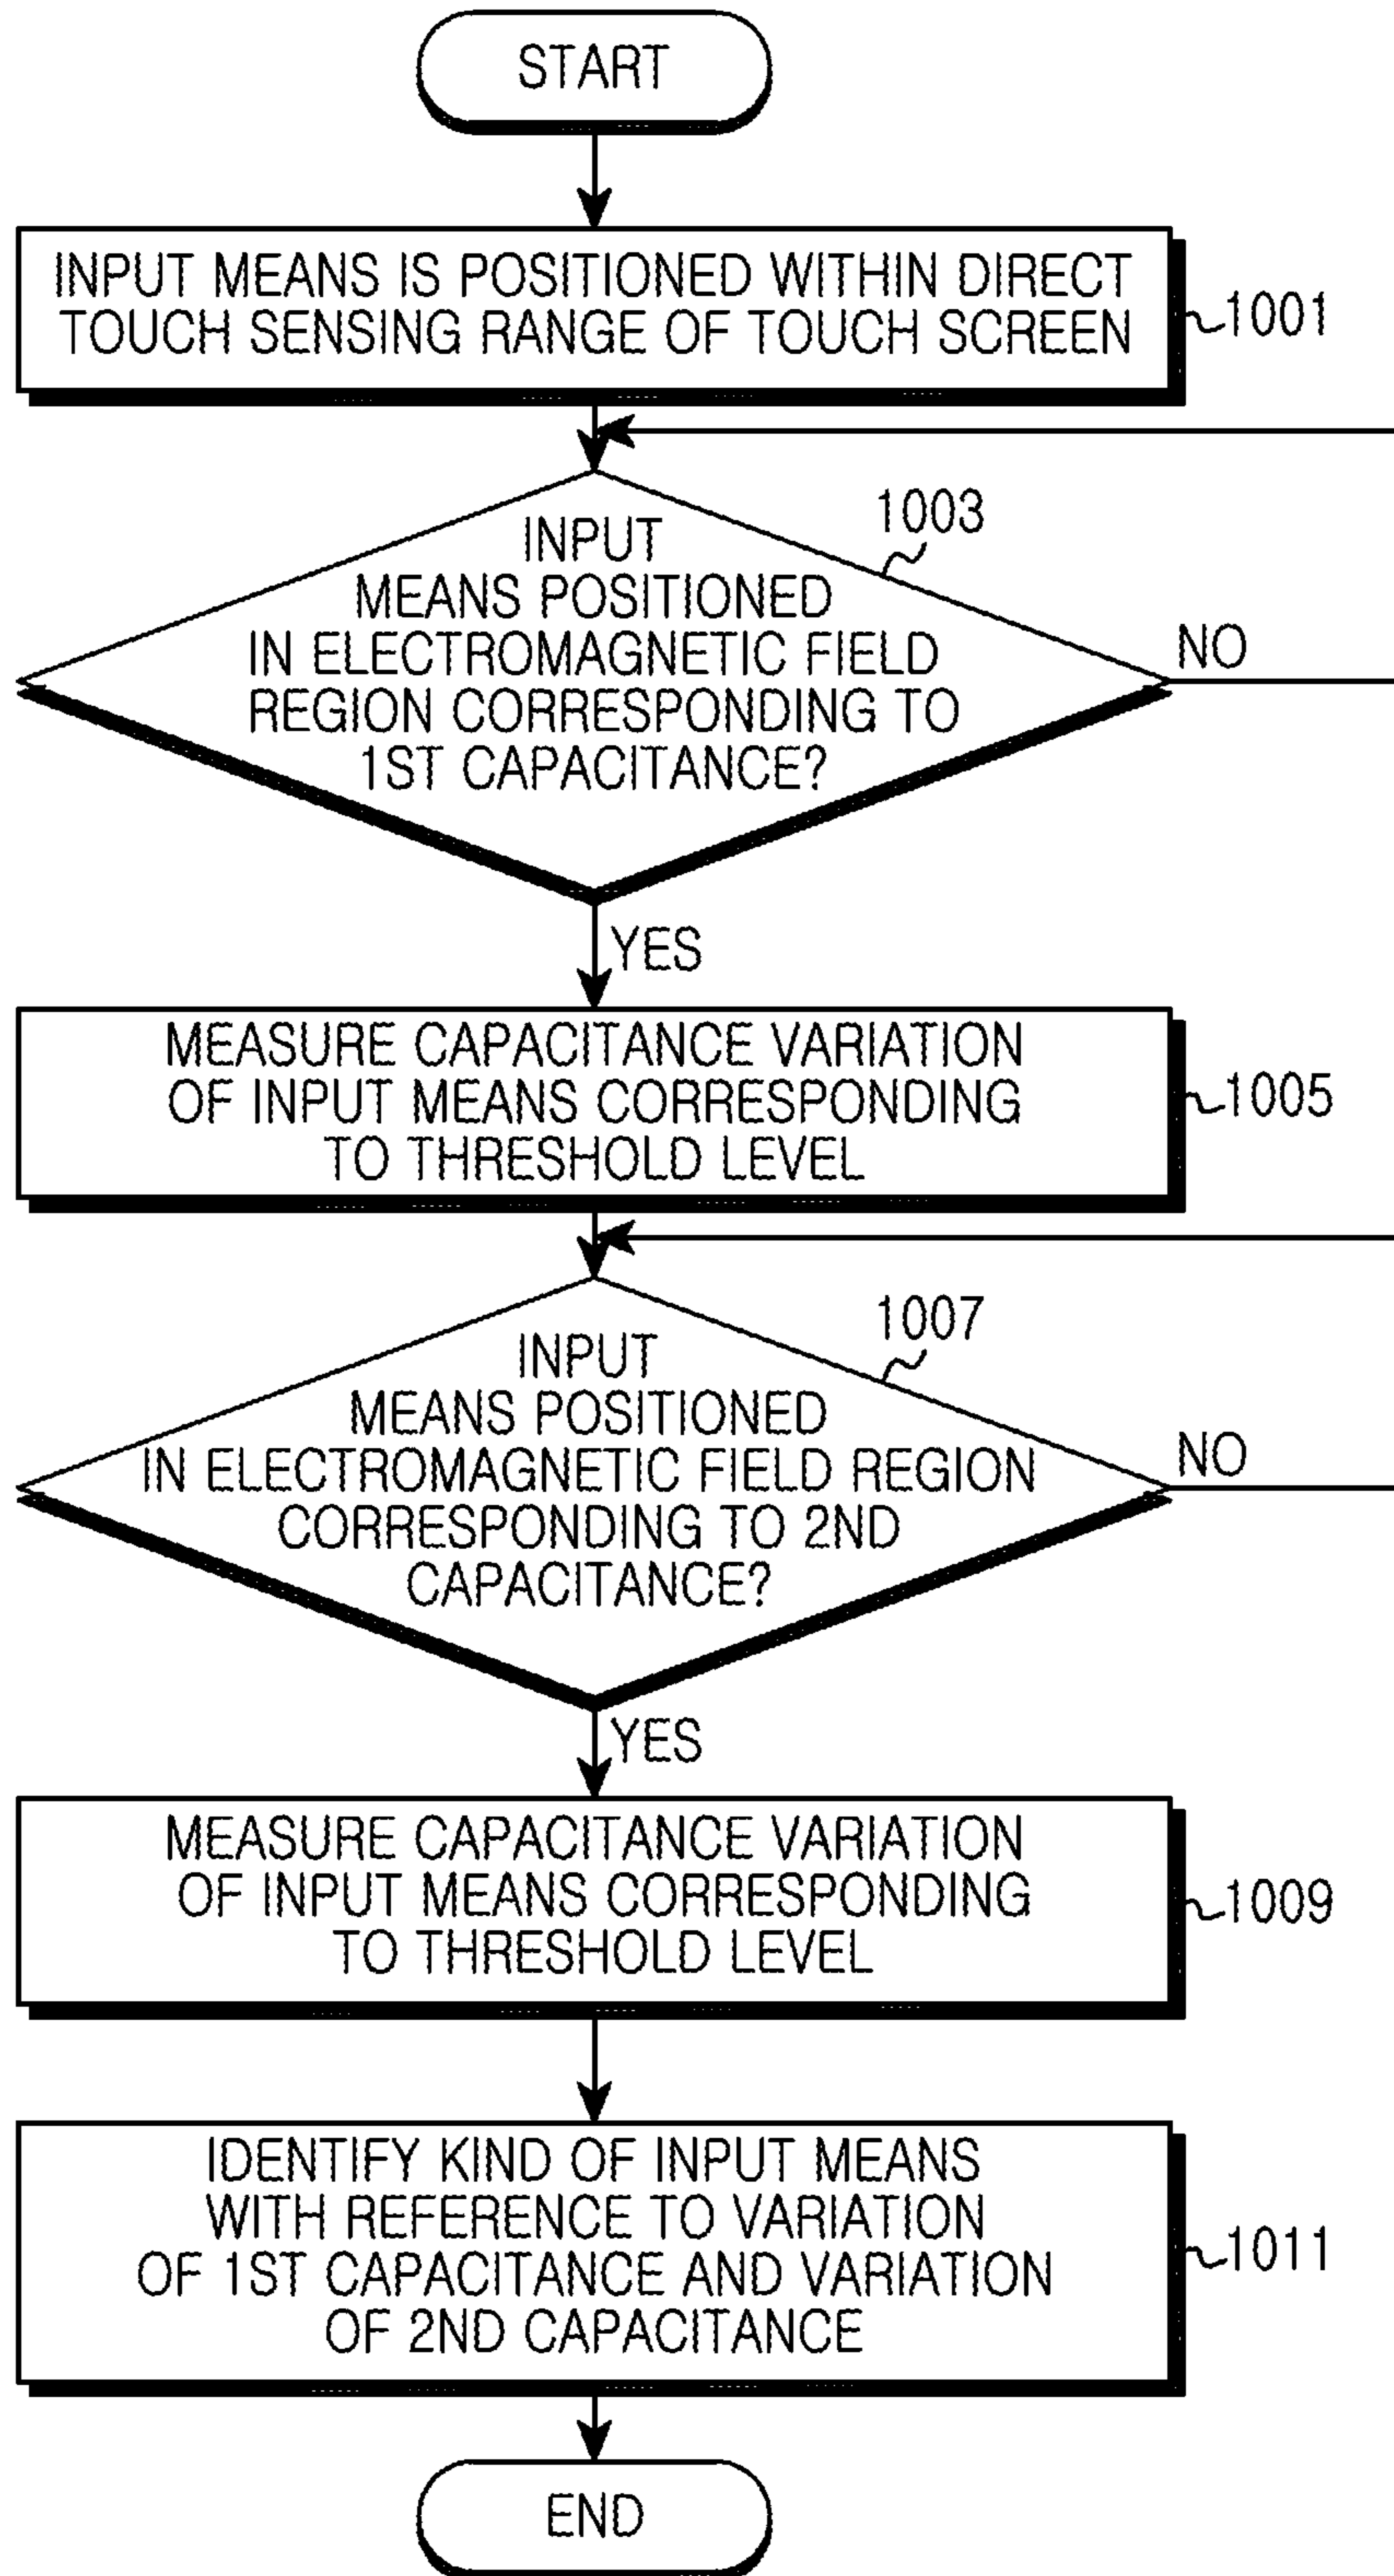 START
INPUT MEANS IS POSITIONED WITHIN DIRECT
TOUCH SENSING RANGE OF TOUCH SCREEN
1001
1003
INPUT
MEANS POSITIONED
IN ELECTROMAGNETIC FIELD
REGION CORRESPONDING TO
1ST CAPACITANCE?
NO
YES
MEASURE CAPACITANCE VARIATION
OF INPUT MEANS CORRESPONDING
TO THRESHOLD LEVEL
1005
1007
INPUT
MEANS POSITIONED
IN ELECTROMAGNETIC FIELD REGION
CORRESPONDING TO 2ND
CAPACITANCE?
NO
YES
MEASURE CAPACITANCE VARIATION
OF INPUT MEANS CORRESPONDING
TO THRESHOLD LEVEL
1009
IDENTIFY KIND OF INPUT MEANS
WITH REFERENCE TO VARIATION
OF 1ST CAPACITANCE AND VARIATION
OF 2ND CAPACITANCE
1011
END